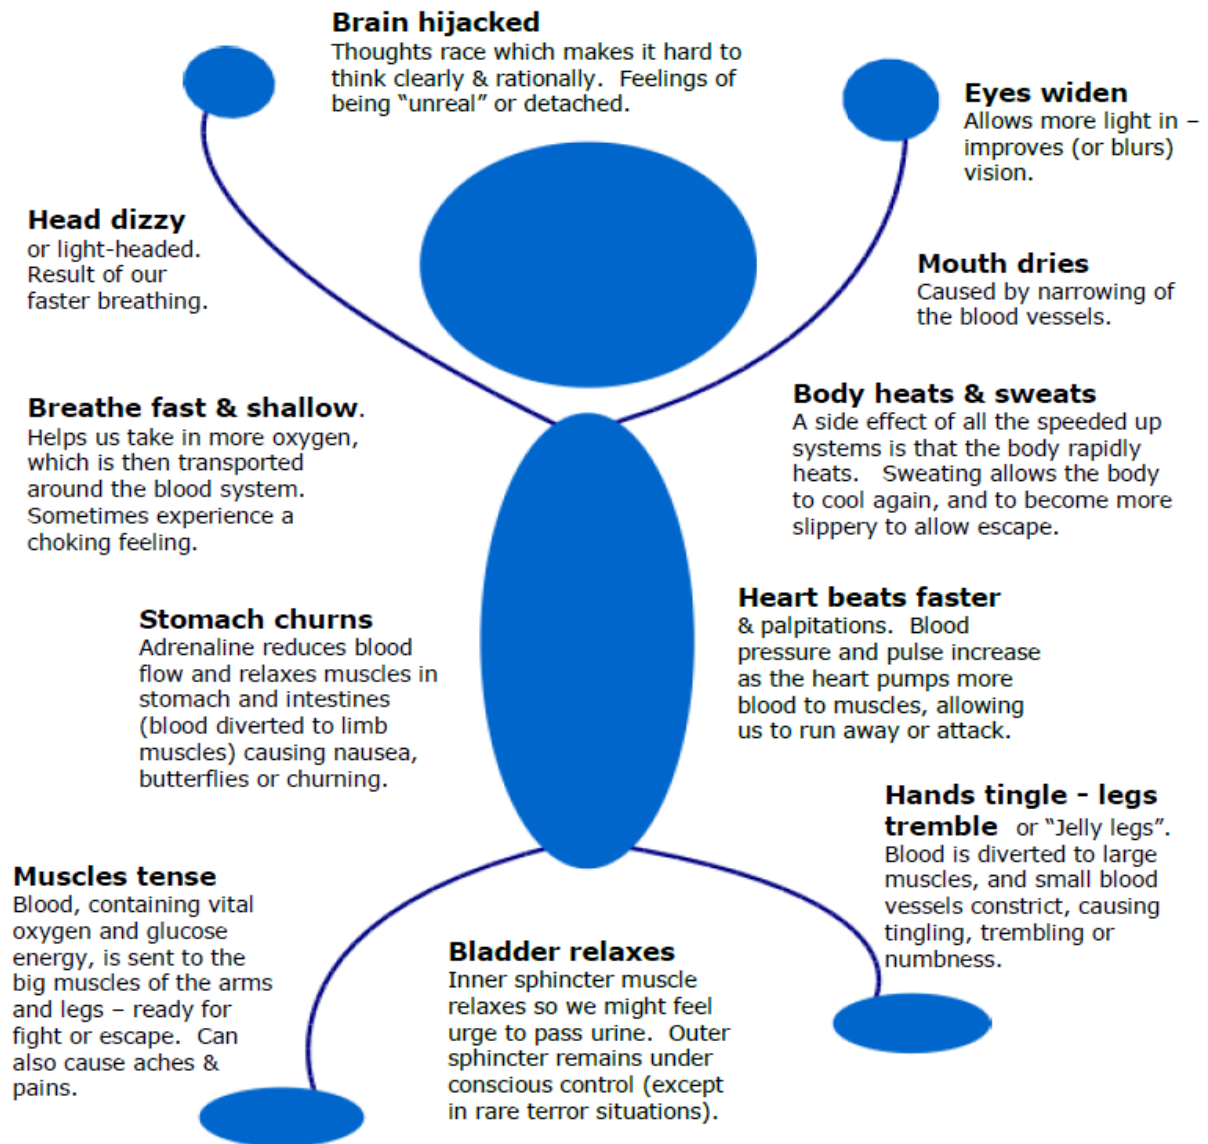 Brain hijacked
Thoughts race which makes it hard to
think clearly & rationally.  Feelings of
being “unreal” or detached.
Eyes widen
Allows more light in –
improves (or blurs)
vision.
Head dizzy
or light-headed.
Result of our
faster breathing.
Mouth dries
Caused by narrowing of
the blood vessels.
Breathe fast & shallow.
Helps us take in more oxygen,
which is then transported
around the blood system.
Sometimes experience a
choking feeling.
Body heats & sweats
A side effect of all the speeded up
systems is that the body rapidly
heats.   Sweating allows the body
to cool again, and to become more
slippery to allow escape.
Stomach churns
Adrenaline reduces blood
flow and relaxes muscles in
stomach and intestines
(blood diverted to limb
muscles) causing nausea,
butterflies or churning.
Heart beats faster
& palpitations.  Blood
pressure and pulse increase
as the heart pumps more
blood to muscles, allowing
us to run away or attack.
Hands tingle - legs
tremble  or “Jelly legs”.
Blood is diverted to large
muscles, and small blood
vessels constrict, causing
tingling, trembling or
numbness.
Muscles tense
Blood, containing vital
oxygen and glucose
energy, is sent to the
big muscles of the arms
and legs – ready for
fight or escape.  Can
also cause aches &
pains.
Bladder relaxes
Inner sphincter muscle
relaxes so we might feel
urge to pass urine.  Outer
sphincter remains under
conscious control (except
in rare terror situations).